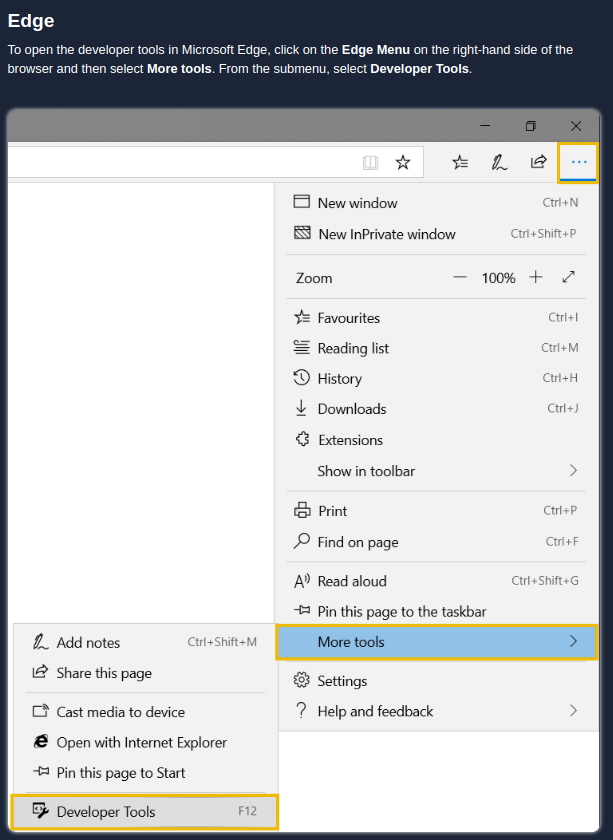 Edge
To open the developer tools in Microsoft Edge, click on the Edge Menu on the right-hand side of the
browser and then select More tools. From the submenu, select Developer Tools.
New window Ctrl+N
New InPrivate window Ctrl+Shift+P
Zoom — 100% +
Favourites Ctrl+I
Reading list Ctrl+M
History Ctrl+H
Downloads Ctrl+J
Extensions
Show in toolbar
Print Ctrl+P
Find on page Ctrl+F
Read aloud Ctrl+Shift+G
Pin this page to the taskbar
More tools
Settings
Help and feedback
Add notes Ctrl+Shift+M
Share this page
Cast media to device
Open with Internet Explorer
Pin this page to Start
Developer Tools F12